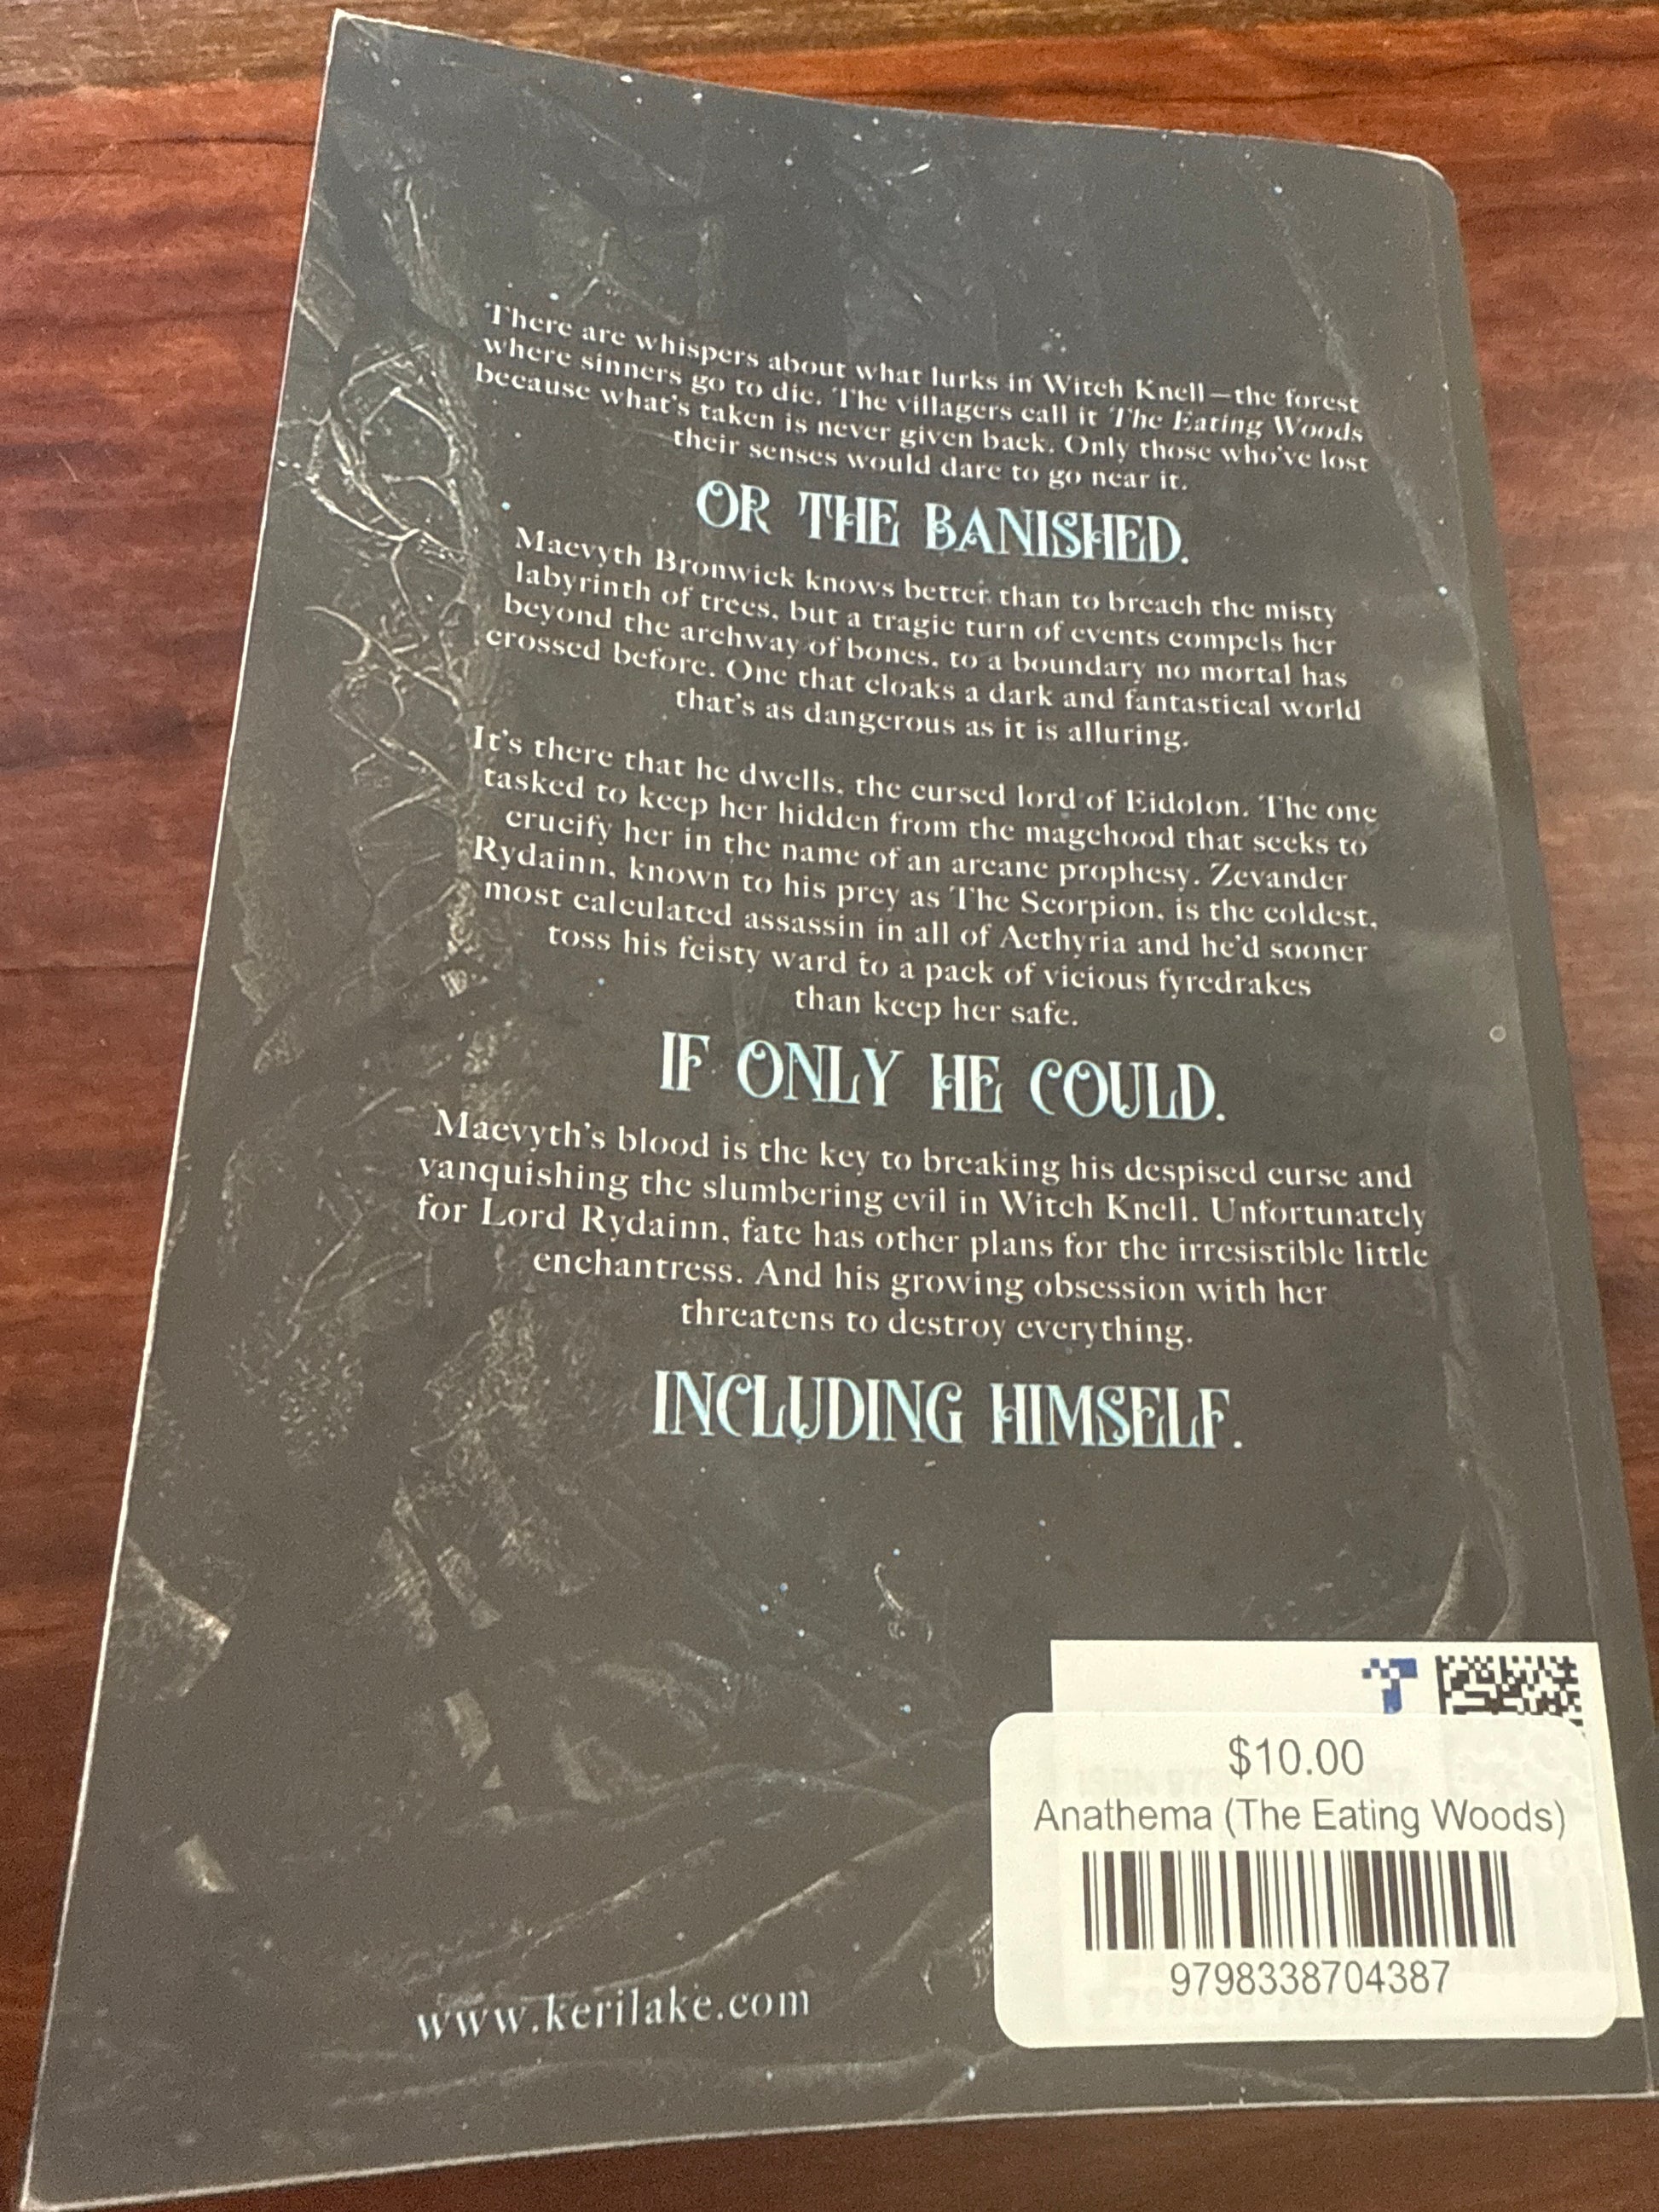 There are whispers about what lurks in Witch Knell—the forest
where sinners go to die. The villagers call it The Eating Woods
because what's taken is never given back. Only those who've lost
their senses would dare to go near it.
OR THE BANISHED.
Maevyth Bronwick knows better than to breach the misty
labyrinth of trees, but a tragic turn of events compels her
beyond the archway of bones, to a boundary no mortal has
crossed before. One that cloaks a dark and fantastical world
that's as dangerous as it is alluring.
It's there that he dwells, the cursed lord of Eidolon. The one
tasked to keep her hidden from the magehood that seeks to
crucify her in the name of an arcane prophesy. Zevander
Rydainn, known to his prey as The Scorpion, is the coldest,
most calculated assassin in all of Aethyria and he'd sooner
toss his feisty ward to a pack of vicious fyredrakes
than keep her safe.
IF ONLY HE COULD.
Maevyth's blood is the key to breaking his despised curse and
vanquishing the slumbering evil in Witch Knell. Unfortunately
for Lord Rydainn, fate has other plans for the irresistible little
enchantress. And his growing obsession with her
threatens to destroy everything.
INCLUDING HIMSELF.
$10.00
Anathema (The Eating Woods)
9798338704387
www.kerilake.com